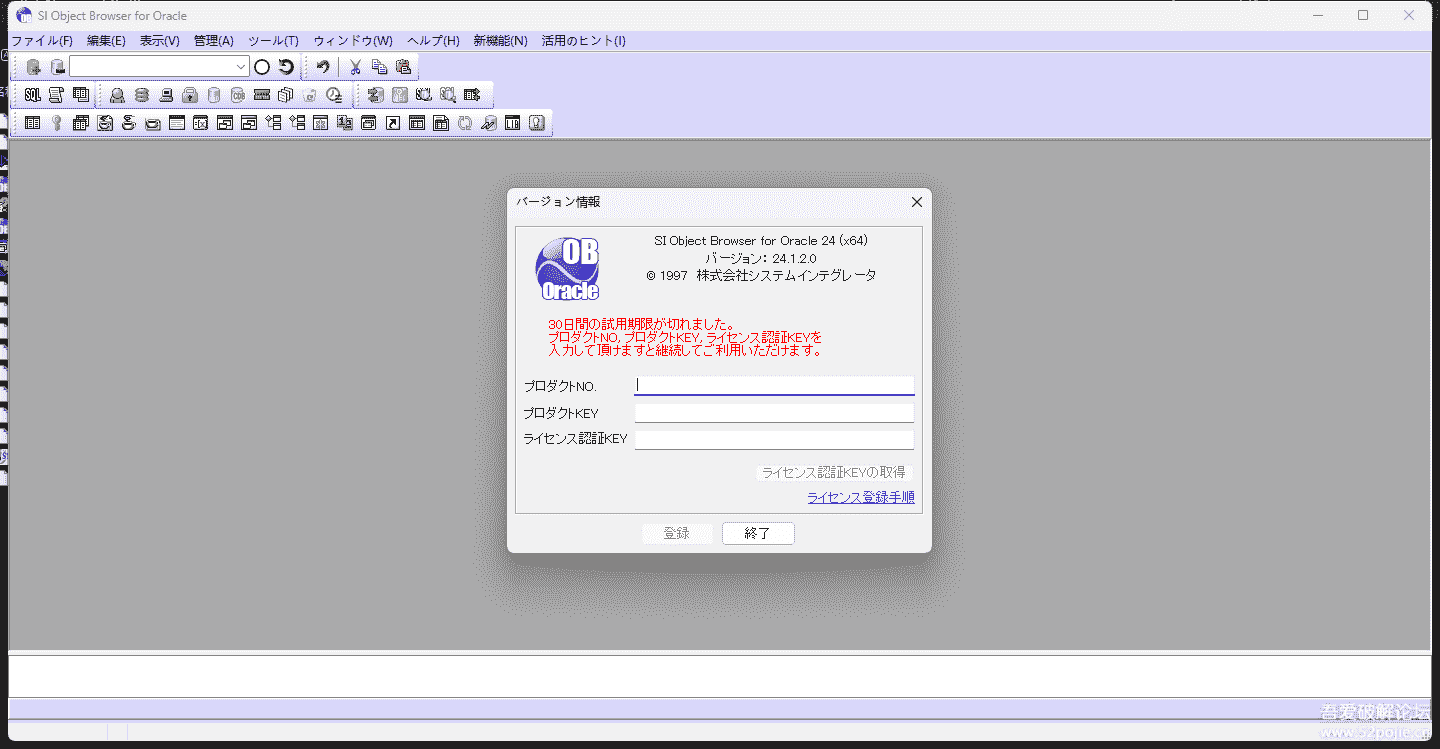 SI Object Browser for Oracle
ファイル(F) 編集(E) 表示(V) 管理(A) ツール(T) ウィンドウ(W) ヘルプ(H) 新機能(N) 活用のヒント(I)
SQL
バージョン情報
OB
Oracle
SI Object Browser for Oracle 24 (x64)
バージョン: 24.1.2.0
© 1997 株式会社システムインテグレータ
30日間の試用期限が切れました。
プロダクトNO, プロダクトKEY, ライセンス認証KEYを
入力して頂けますと継続してご利用いただけます。
プロダクトNO.
プロダクトKEY
ライセンス認証KEY
ライセンス認証KEYの取得
ライセンス登録手順
登録 終了
吾爱破解论坛
www.52pojie.cn